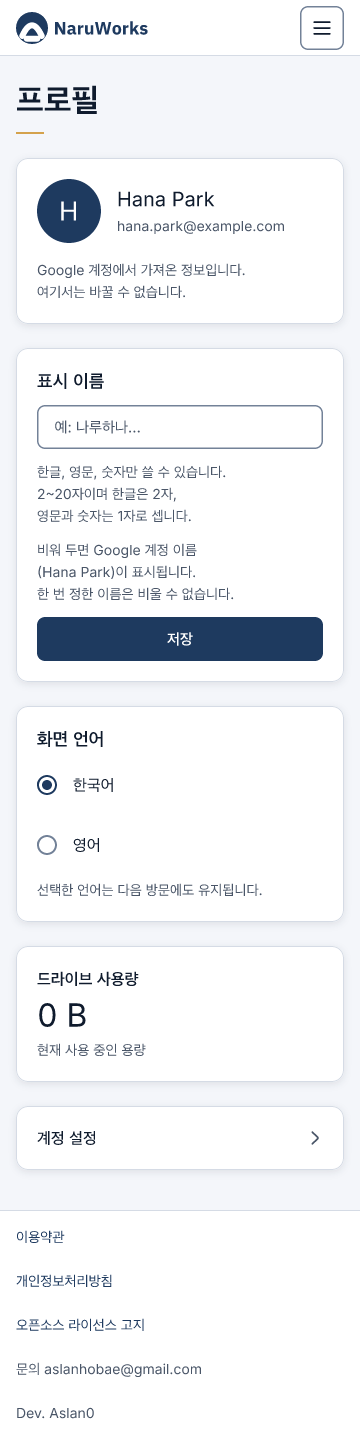 NaruWorks
프로필
H
Hana Park
hana.park@example.com
Google 계정에서 가져온 정보입니다.
여기서는 바꿀 수 없습니다.
표시 이름
예: 나루하나...
한글, 영문, 숫자만 쓸 수 있습니다.
2~20자이며 한글은 2자,
영문과 숫자는 1자로 셉니다.
비워 두면 Google 계정 이름
(Hana Park)이 표시됩니다.
한 번 정한 이름은 비울 수 없습니다.
저장
화면 언어
한국어
영어
선택한 언어는 다음 방문에도 유지됩니다.
드라이브 사용량
0 B
현재 사용 중인 용량
계정 설정
이용약관
개인정보처리방침
오픈소스 라이선스 고지
문의 aslanhobae@gmail.com
Dev. Aslan0